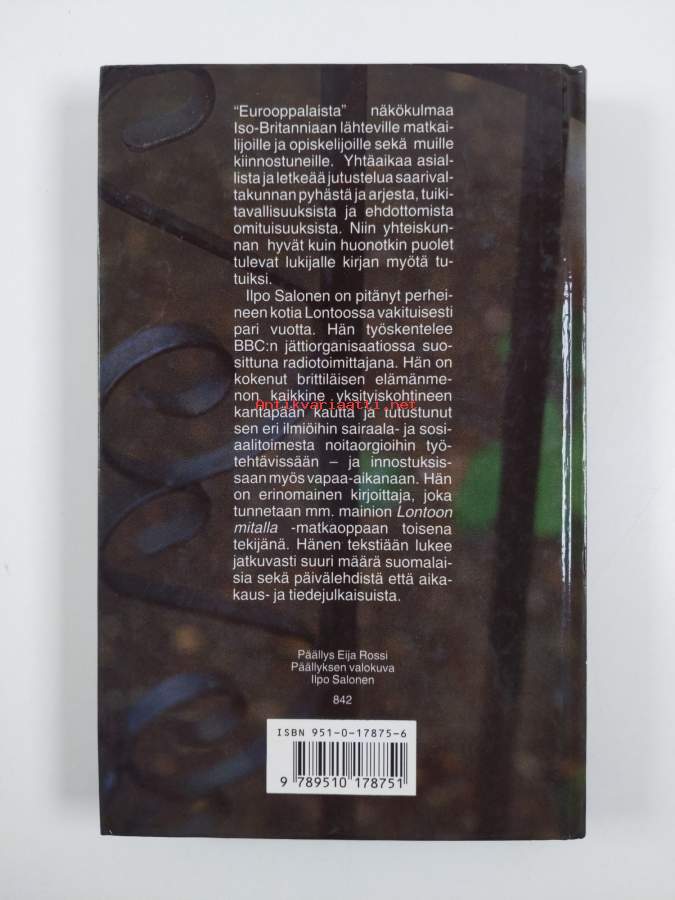 "Eurooppalaista" näkökulmaa
Iso-Britanniaan lähteville matkai-
lijoille ja opiskelijoille sekä muille
kiinnostuneille. Yhtäaikaa asial-
lista ja letkeää jutustelua saarival-
takunnan pyhästä ja arjesta, tuiki-
tavallisuuksista ja ehdottomista
omituisuuksista. Niin yhteiskun-
nan hyvät kuin huonotkin puolet
tulevat lukijalle kirjan myötä tu-
tuiksi.
Ilpo Salonen on pitänyt perhei-
neen kotia Lontoossa vakituisesti
pari vuotta. Hän työskentelee
BBC:n jättiorganisaatiossa suo-
sittuna radiotoimittajana. Hän on
kokenut brittiläisen elämänme-
non kaikkine yksityiskohtineen
Antikvariaatti.net
kantapään kautta ja tutustunut
sen eri ilmiöihin sairaala- ja sosi-
aalitoimesta noitaorgioihin työ-
tehtävissään – ja innostuksis-
saan myös vapaa-aikanaan. Hän
on erinomainen kirjoittaja, joka
tunnetaan mm. mainion Lontoon
mitalla -matkaoppaan toisena
tekijänä. Hänen tekstiään lukee
jatkuvasti suuri määrä suomalai-
sia sekä päivälehdistä että aika-
kaus- ja tiedejulkaisuista.
Päällys Eija Rossi
Päällyksen valokuva
Ilpo Salonen
842
ISBN 951-0-17875-6
9 789510 178751